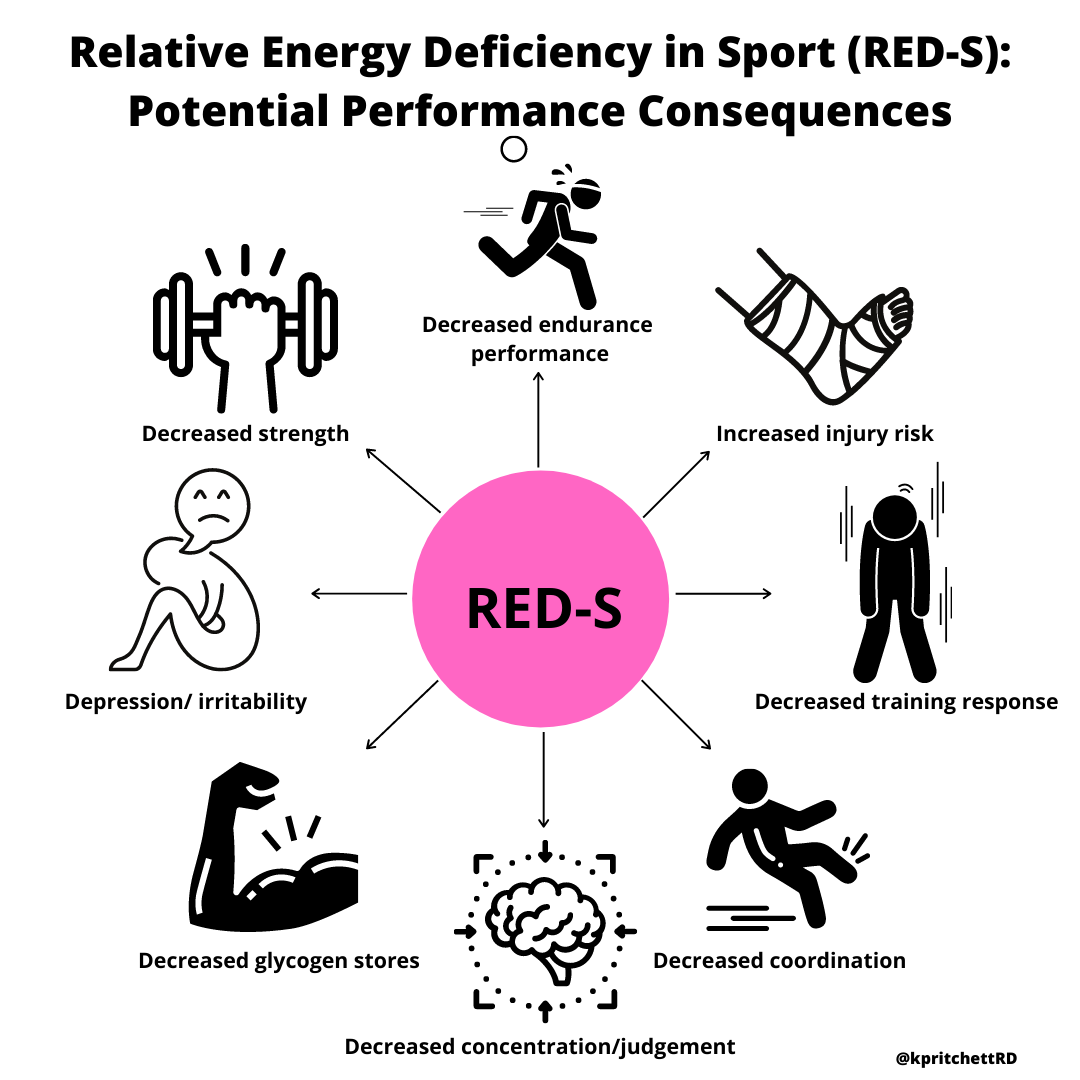 Relative Energy Deficiency in Sport (RED-S):
Potential Performance Consequences
Decreased endurance
performance
Decreased strength
Increased injury risk
RED-S
Depression/ irritability
Decreased training response
Decreased glycogen stores
Decreased coordination
Decreased concentration/judgement
@kpritchettRD